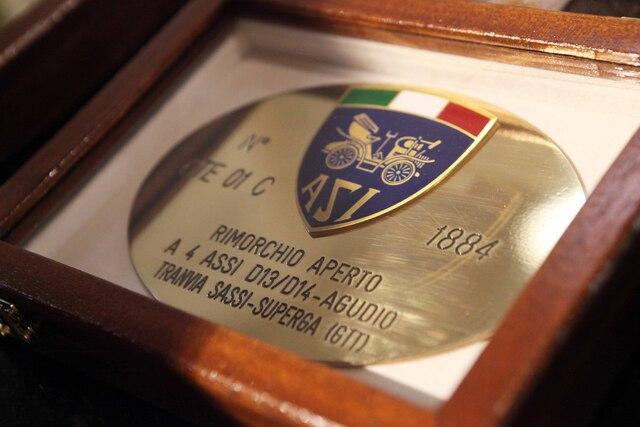 N°
TE 01 C
ASI
1884
RIMORCHIO APERTO
A 4 ASSI D13/D14-AGUDIO
TRANVIA SASSI-SUPERGA (GTT)